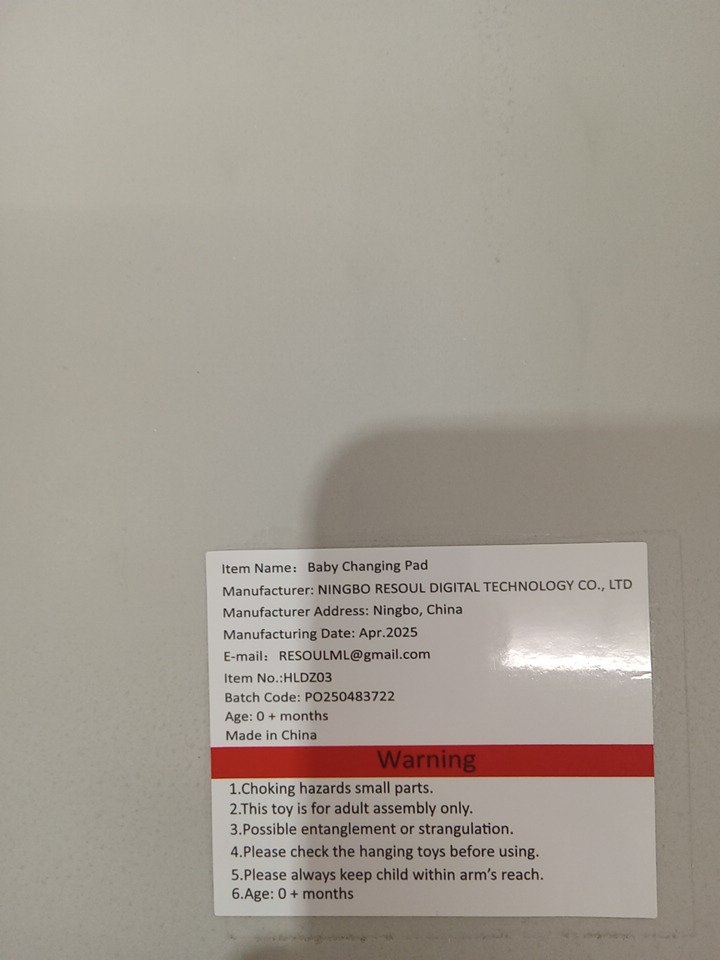 Item Name： Baby Changing Pad
Manufacturer: NINGBO RESOUL DIGITAL TECHNOLOGY CO., LTD
Manufacturer Address: Ningbo, China
Manufacturing Date: Apr.2025
E-mail： RESOULML@gmail.com
Item No.:HLDZ03
Batch Code: PO250483722
Age: 0 + months
Made in China
Warning
1.Choking hazards small parts.
2.This toy is for adult assembly only.
3.Possible entanglement or strangulation.
4.Please check the hanging toys before using.
5.Please always keep child within arm’s reach.
6.Age: 0 + months